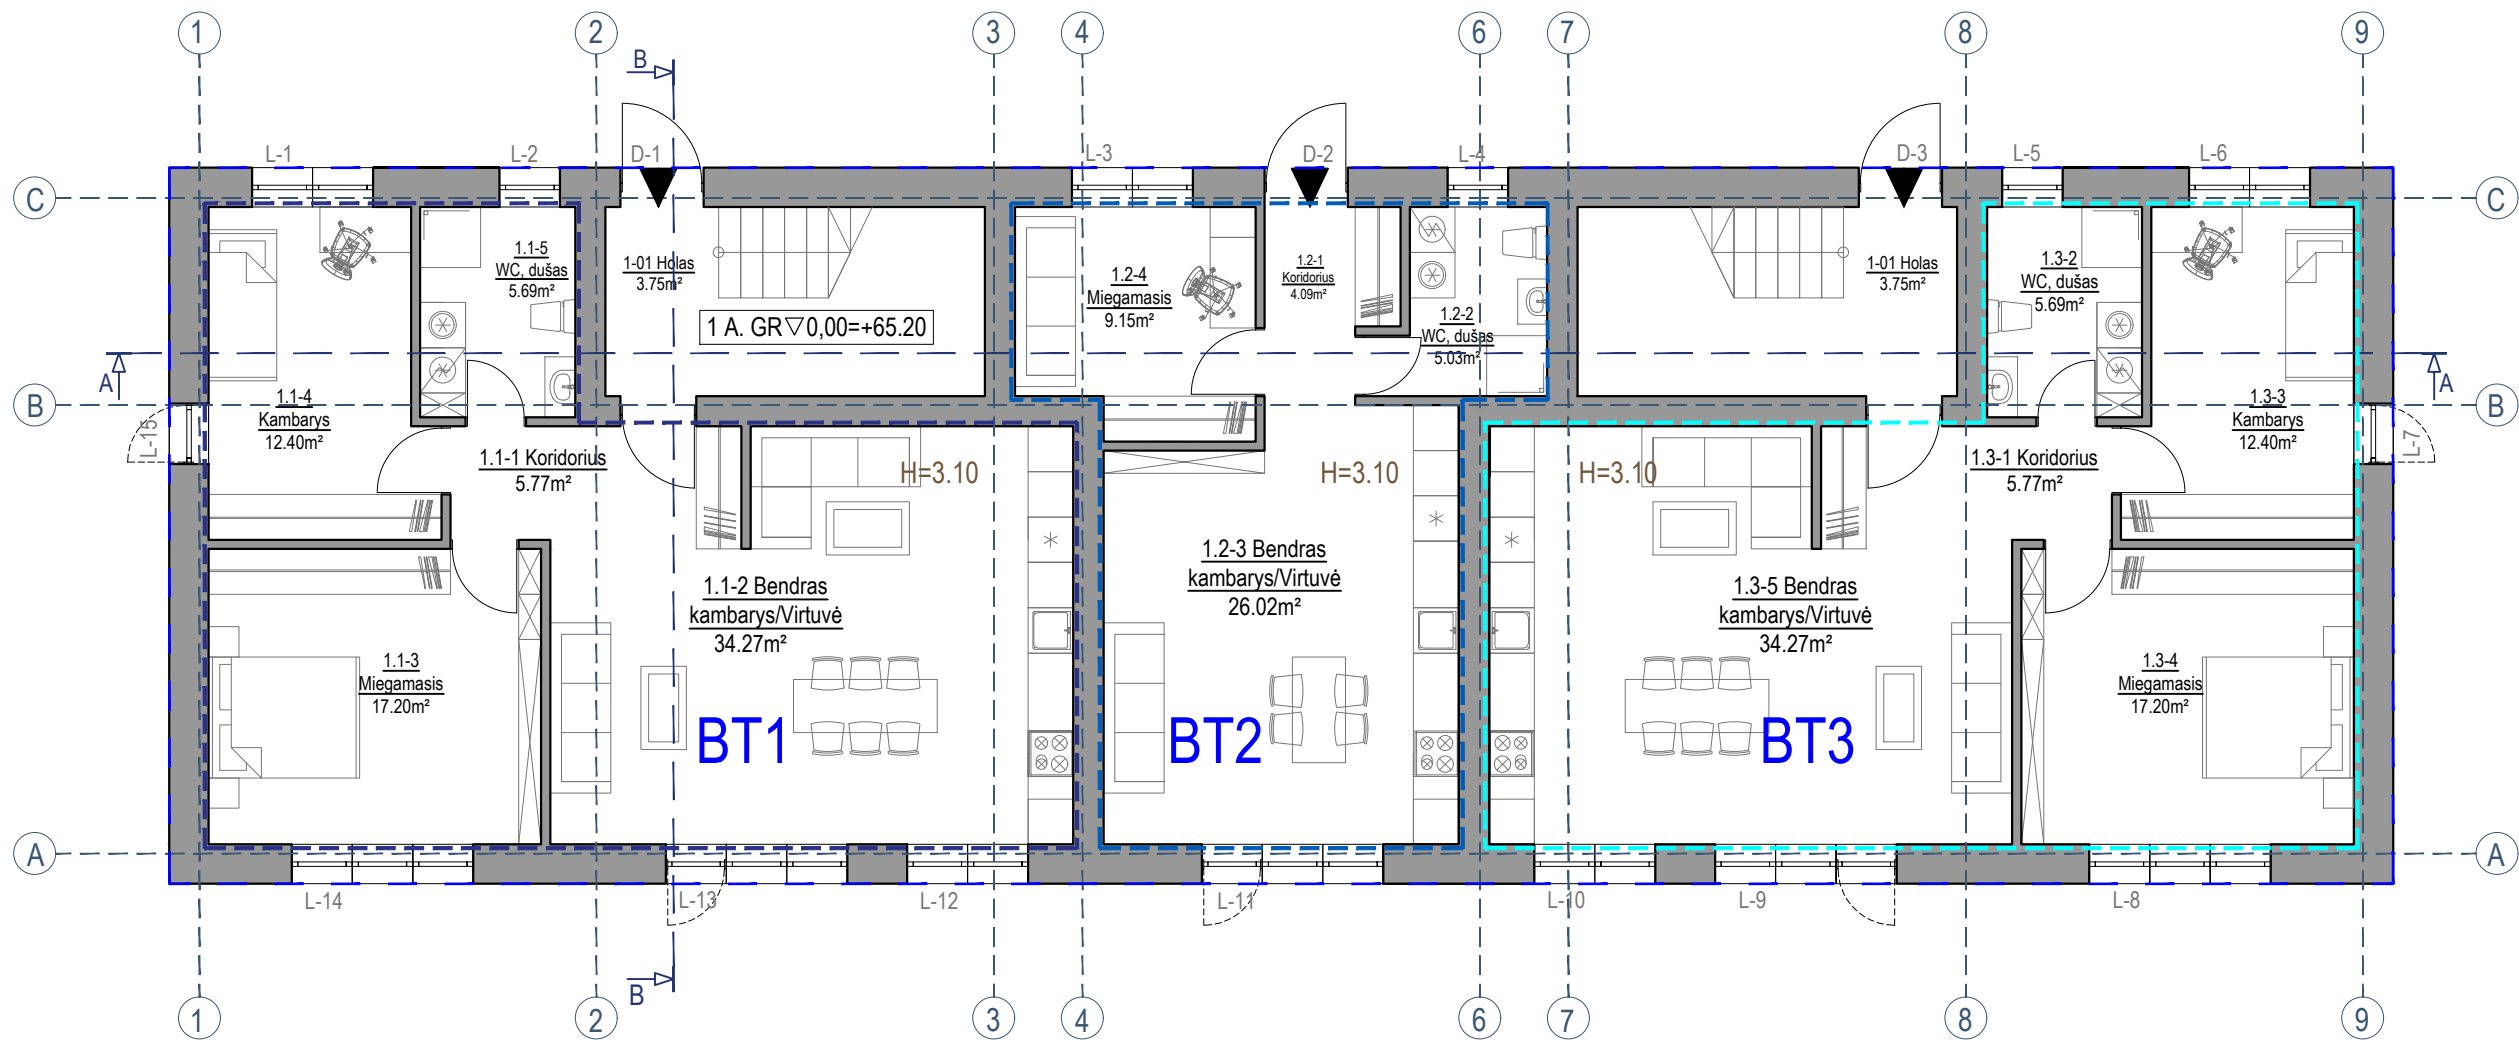 1 2 3 4 6 7 8 9
B
L-1 L-2 D-1 L-3 D-2 L-4 D-3 L-5 L-6
C C
1.1-5
WC, dušas
5.69m²
1-01 Holas
3.75m²
1.2-4
Miegamasis
9.15m²
1.2-1
Koridorius
4.09m²
1.2-2
WC, dušas
5.03m²
1-01 Holas
3.75m²
1.3-2
WC, dušas
5.69m²
1 A. GR▽0,00=+65.20
A A
B B
1.1-4
Kambarys
12.40m²
1.3-3
Kambarys
12.40m²
L-15 L-7
1.1-1 Koridorius
5.77m²
H=3.10 H=3.10 H=3.10
1.3-1 Koridorius
5.77m²
1.1-2 Bendras
kambarys/Virtuvė
34.27m²
1.2-3 Bendras
kambarys/Virtuvė
26.02m²
1.3-5 Bendras
kambarys/Virtuvė
34.27m²
1.1-3
Miegamasis
17.20m²
1.3-4
Miegamasis
17.20m²
BT1 BT2 BT3
A A
L-14 L-13 L-12 L-11 L-10 L-9 L-8
B
1 2 3 4 6 7 8 9